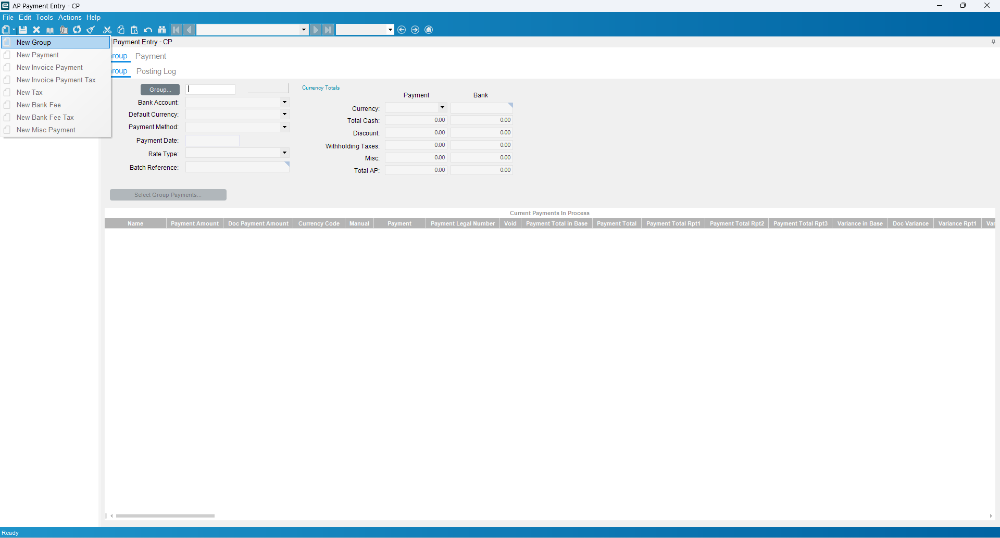 AP Payment Entry - CP
File Edit Tools Actions Help
New Group
New Payment
New Invoice Payment
New Invoice Payment Tax
New Tax
New Bank Fee
New Bank Fee Tax
New Misc Payment
Payment Entry - CP
roup Payment
roup Posting Log
Group...
Bank Account:
Default Currency:
Payment Method:
Payment Date:
Rate Type:
Batch Reference:
Currency Totals
Payment Bank
Currency:
Total Cash: 0.00 0.00
Discount: 0.00 0.00
Withholding Taxes: 0.00 0.00
Misc: 0.00 0.00
Total AP: 0.00 0.00
Select Group Payments...
Current Payments In Process
Name Payment Amount Doc Payment Amount Currency Code Manual Payment Payment Legal Number Void Payment Total in Base Payment Total Payment Total Rpt1 Payment Total Rpt2 Payment Total Rpt3 Variance in Base Doc Variance Variance Rpt1 Var
Ready